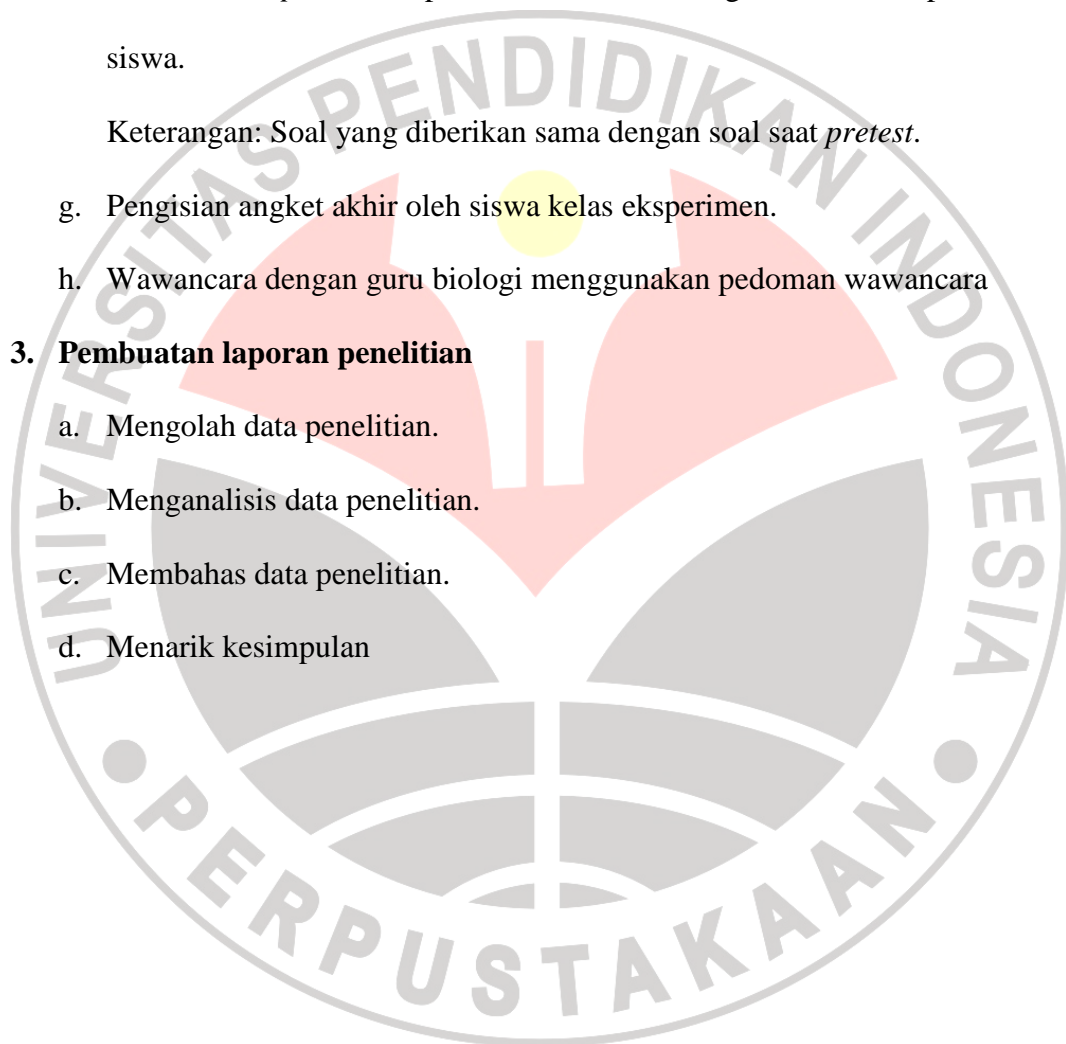 siswa.
Keterangan: Soal yang diberikan sama dengan soal saat pretest.
g. Pengisian angket akhir oleh siswa kelas eksperimen.
h. Wawancara dengan guru biologi menggunakan pedoman wawancara
3. Pembuatan laporan penelitian
a. Mengolah data penelitian.
b. Menganalisis data penelitian.
c. Membahas data penelitian.
d. Menarik kesimpulan
UNIVERSITAS PENDIDIKAN INDONESIA
PERPUSTAKAAN